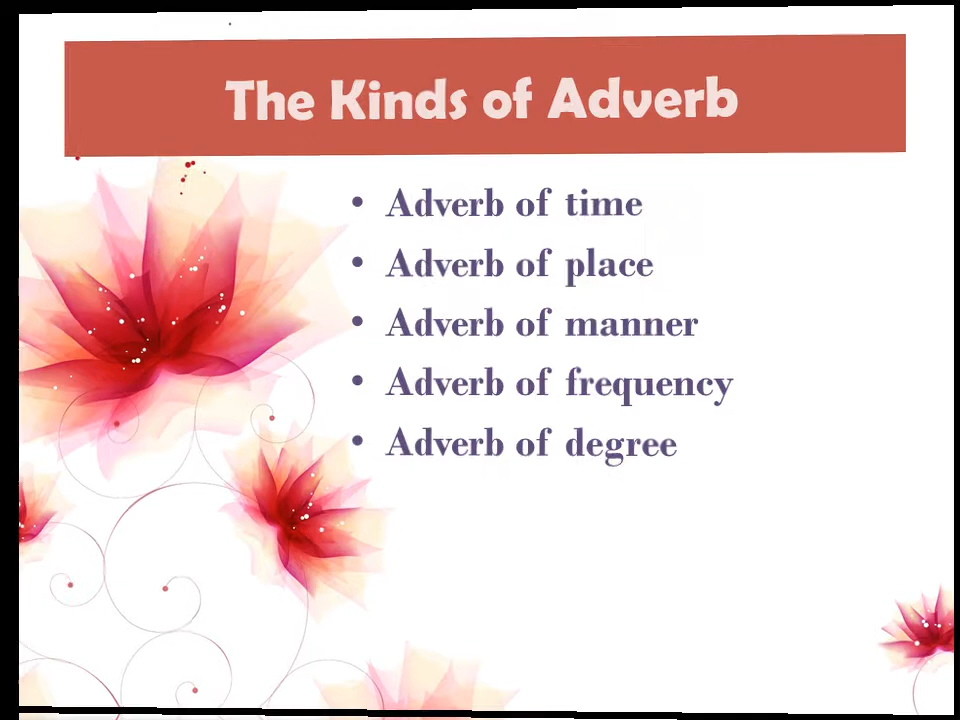 The Kinds of Adverb
• Adverb of time
• Adverb of place
• Adverb of manner
• Adverb of frequency
• Adverb of degree